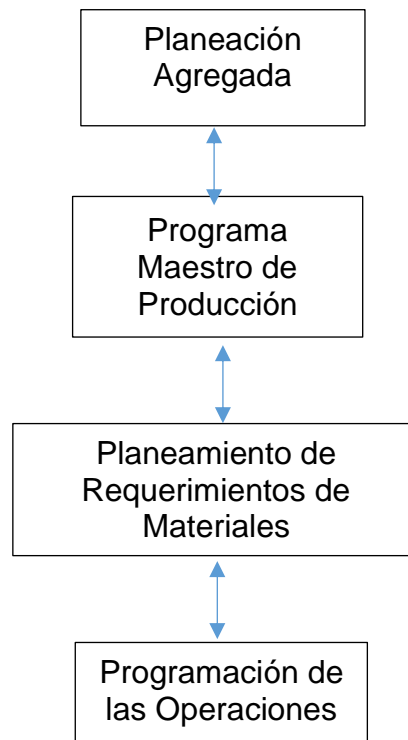 Planeación
Agregada
Programa
Maestro de
Producción
Planeamiento de
Requerimientos de
Materiales
Programación de
las Operaciones